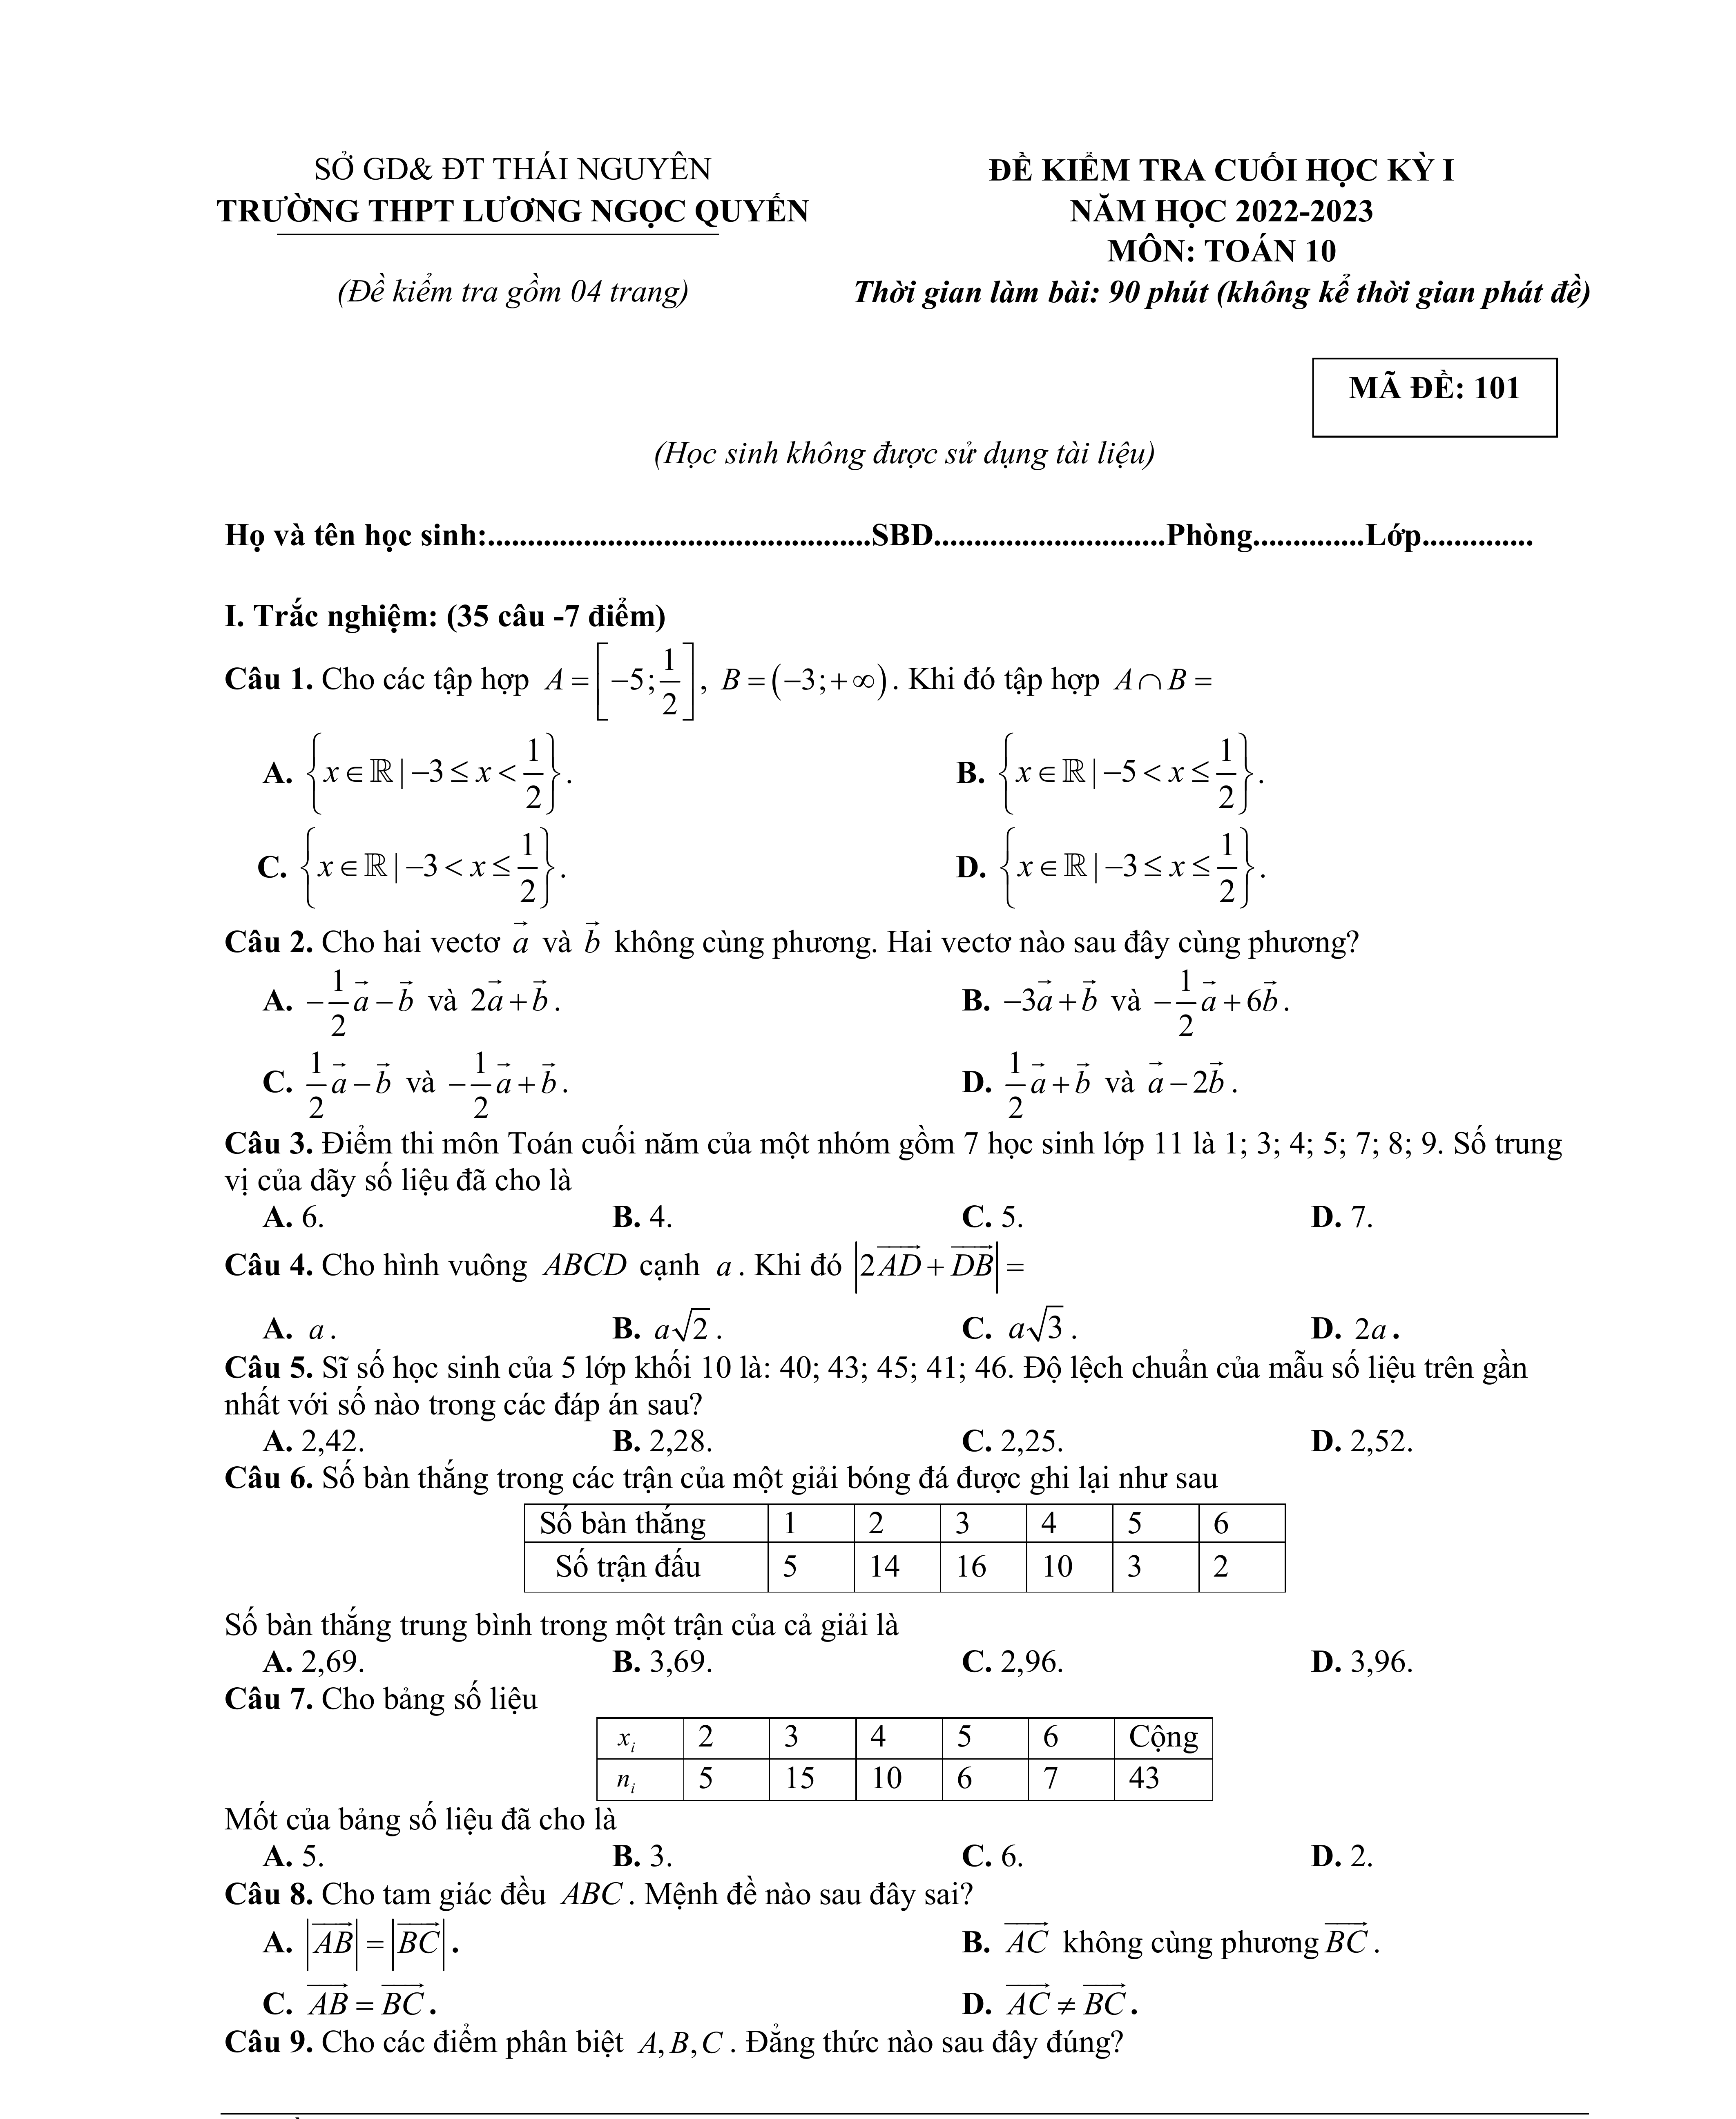 SỞ GD& ĐT THÁI NGUYÊN
TRƯỜNG THPT LƯƠNG NGỌC QUYẾN
(Đề kiểm tra gồm 04 trang)
ĐỀ KIỂM TRA CUỐI HỌC KỲ I
NĂM HỌC 2022-2023
MÔN: TOÁN 10
Thời gian làm bài: 90 phút (không kể thời gian phát đề)
MÃ ĐỀ: 101
(Học sinh không được sử dụng tài liệu)
Họ và tên học sinh:................................................SBD.............................Phòng..............Lớp..............
I. Trắc nghiệm: (35 câu -7 điểm)
Câu 1. Cho các tập hợp $A=\left[-5;\frac{1}{2}\right]$, $B=(-3;+\infty)$. Khi đó tập hợp $A\cap B=$
A. $\left\{x\in\mathbb{R}|-3\le x<\frac{1}{2}\right\}$. B. $\left\{x\in\mathbb{R}|-5<x\le\frac{1}{2}\right\}$.
C. $\left\{x\in\mathbb{R}|-3<x\le\frac{1}{2}\right\}$. D. $\left\{x\in\mathbb{R}|-3\le x\le\frac{1}{2}\right\}$.
Câu 2. Cho hai vectơ $\vec{a}$ và $\vec{b}$ không cùng phương. Hai vectơ nào sau đây cùng phương?
A. $-\frac{1}{2}\vec{a}-\vec{b}$ và $2\vec{a}+\vec{b}$. B. $-3\vec{a}+\vec{b}$ và $-\frac{1}{2}\vec{a}+6\vec{b}$.
C. $\frac{1}{2}\vec{a}-\vec{b}$ và $-\frac{1}{2}\vec{a}+\vec{b}$. D. $\frac{1}{2}\vec{a}+\vec{b}$ và $\vec{a}-2\vec{b}$.
Câu 3. Điểm thi môn Toán cuối năm của một nhóm gồm 7 học sinh lớp 11 là 1; 3; 4; 5; 7; 8; 9. Số trung
vị của dãy số liệu đã cho là
A. 6. B. 4. C. 5. D. 7.
Câu 4. Cho hình vuông ABCD cạnh a. Khi đó $\left|2\overrightarrow{AD}+\overrightarrow{DB}\right|=$
A. $a$. B. $a\sqrt{2}$. C. $a\sqrt{3}$. D. $2a$.
Câu 5. Sĩ số học sinh của 5 lớp khối 10 là: 40; 43; 45; 41; 46. Độ lệch chuẩn của mẫu số liệu trên gần
nhất với số nào trong các đáp án sau?
A. 2,42. B. 2,28. C. 2,25. D. 2,52.
Câu 6. Số bàn thắng trong các trận của một giải bóng đá được ghi lại như sau
Số bàn thắng 1 2 3 4 5 6
Số trận đấu 5 14 16 10 3 2
Số bàn thắng trung bình trong một trận của cả giải là
A. 2,69. B. 3,69. C. 2,96. D. 3,96.
Câu 7. Cho bảng số liệu
$x_i$ 2 3 4 5 6 Cộng
$n_i$ 5 15 10 6 7 43
Mốt của bảng số liệu đã cho là
A. 5. B. 3. C. 6. D. 2.
Câu 8. Cho tam giác đều ABC. Mệnh đề nào sau đây sai?
A. $\left|\overrightarrow{AB}\right|=\left|\overrightarrow{BC}\right|$. B. $\overrightarrow{AC}$ không cùng phương $\overrightarrow{BC}$.
C. $\overrightarrow{AB}=\overrightarrow{BC}$. D. $\overrightarrow{AC}\ne\overrightarrow{BC}$.
Câu 9. Cho các điểm phân biệt A, B, C. Đẳng thức nào sau đây đúng?